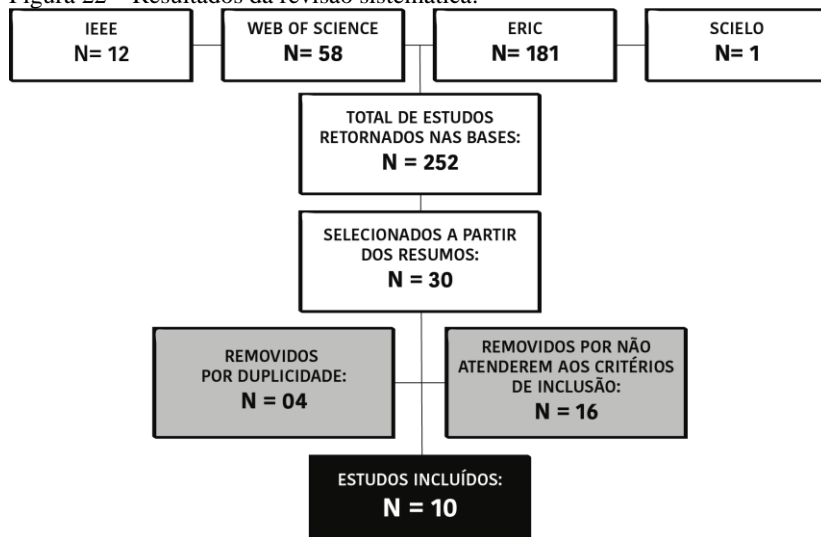 Figura 22 – Resultados da revisão sistemática.
IEEE
N= 12
WEB OF SCIENCE
N= 58
ERIC
N= 181
SCIELO
N= 1
TOTAL DE ESTUDOS
RETORNADOS NAS BASES:
N = 252
SELECIONADOS A PARTIR
DOS RESUMOS:
N = 30
REMOVIDOS
POR DUPLICIDADE:
N = 04
REMOVIDOS POR NÃO
ATENDEREM AOS CRITÉRIOS
DE INCLUSÃO:
N = 16
ESTUDOS INCLUÍDOS:
N = 10